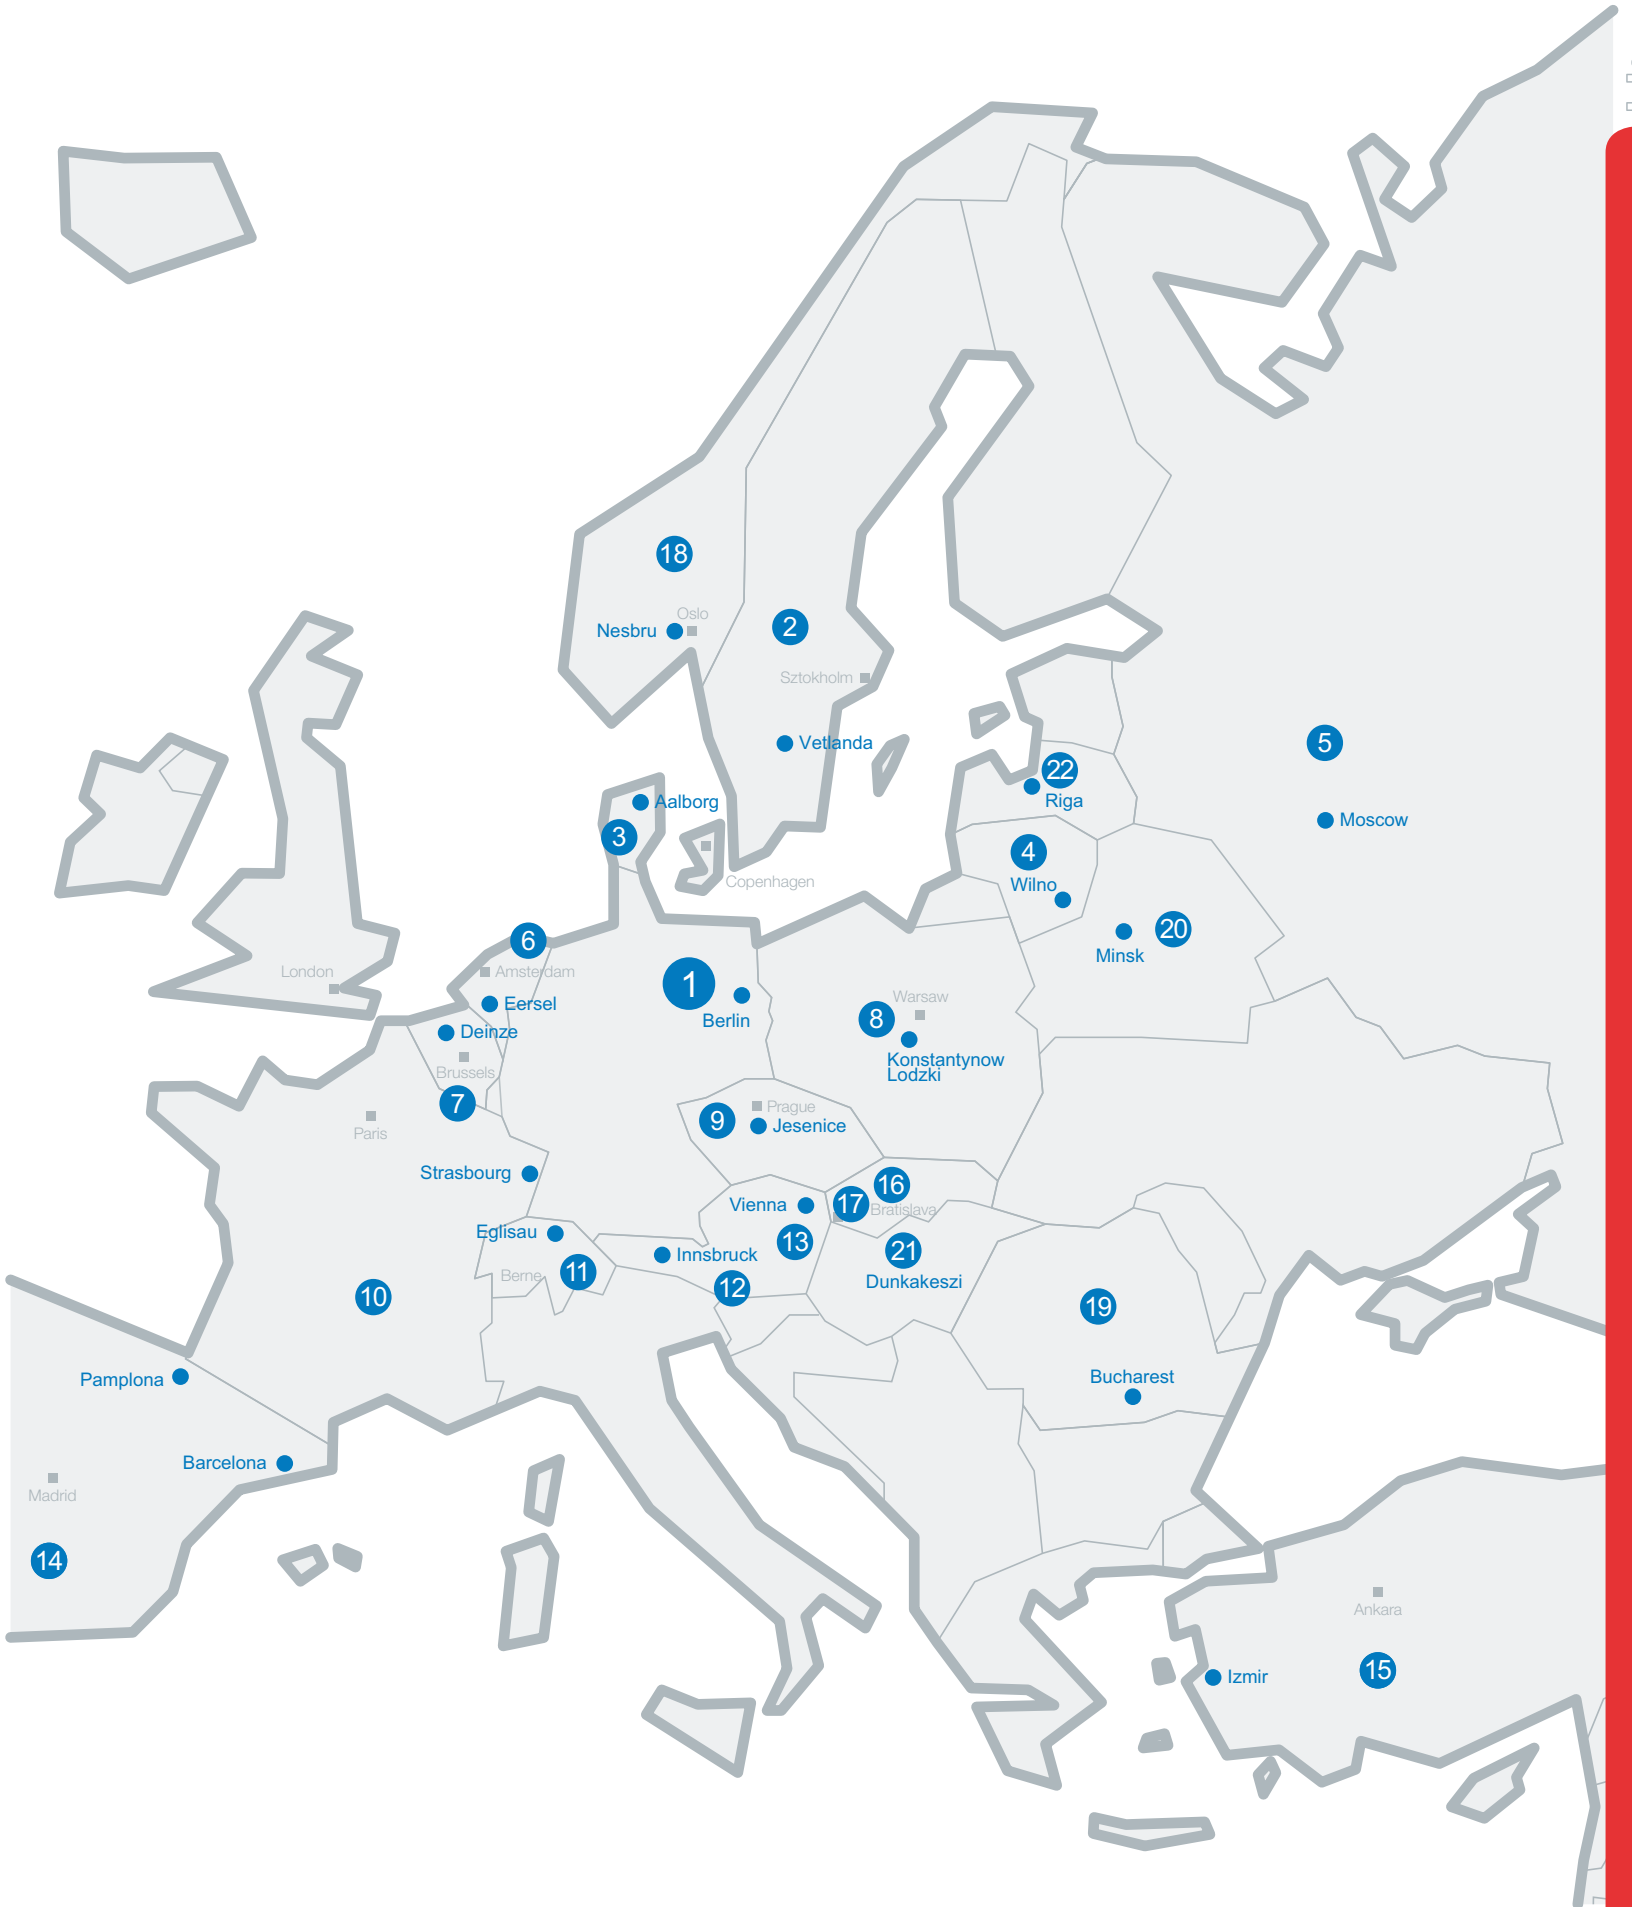 18
Oslo
Nesbru
2
Sztokholm
Vetlanda
5
22
Riga
Aalborg
Moscow
3
4
Copenhagen
Wilno
20
Minsk
6
London
Amsterdam
1
Eersel
Berlin
Warsaw
8
Deinze
Konstantynow
Lodzki
Brussels
7
Prague
9
Jesenice
Paris
Strasbourg
16
Vienna
17
Bratislava
Eglisau
13
21
Innsbruck
Berne
11
Dunkakeszi
12
10
19
Pamplona
Bucharest
Barcelona
Madrid
14
Ankara
Izmir
15